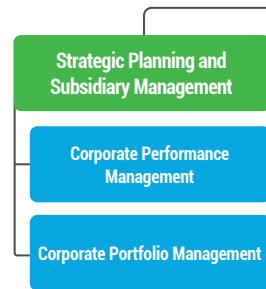 Strategic Planning and
Subsidiary Management
Corporate Performance
Management
Corporate Portfolio Management